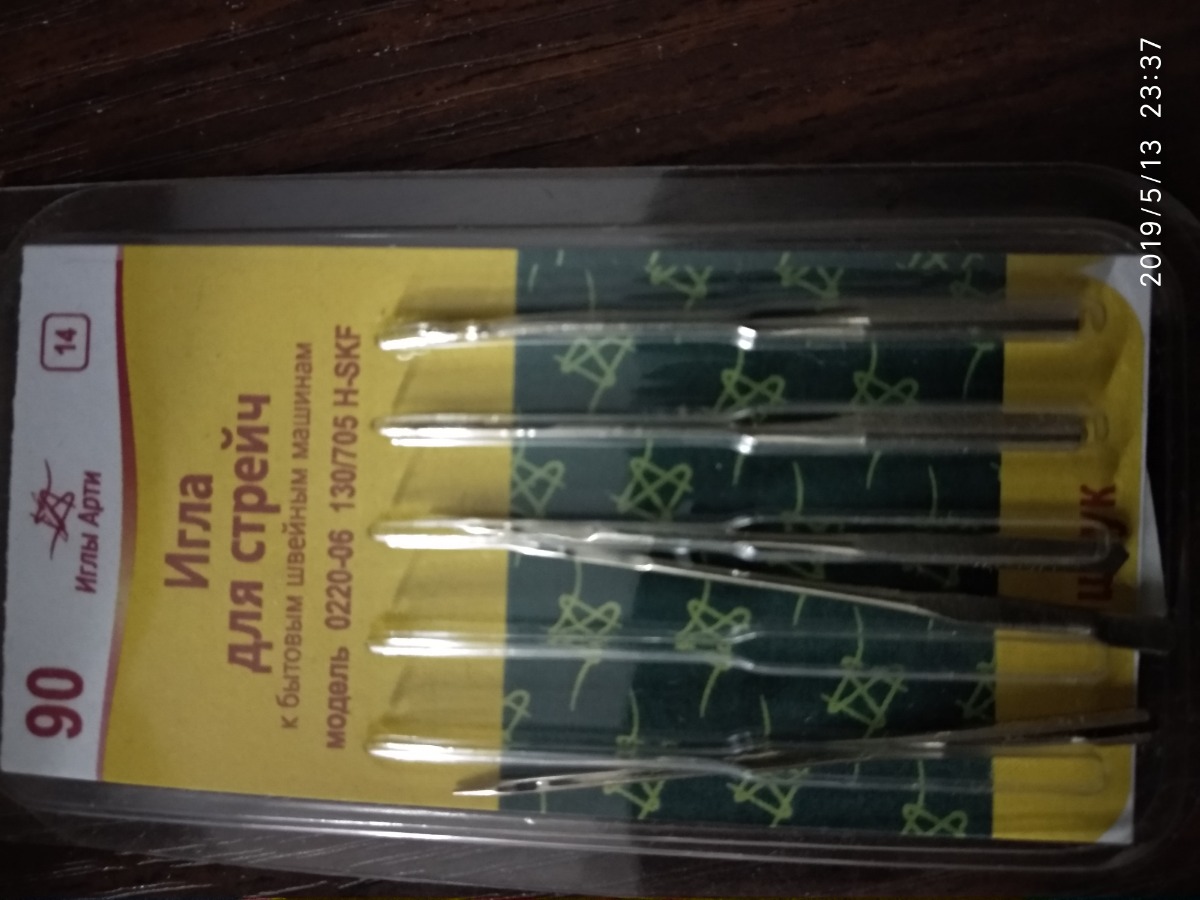 90
Иглы Арти
14
Игла
для стрейч
к бытовым швейным машинам
модель 0220-06 130/705 H-SKF
2019/5/13 23:37